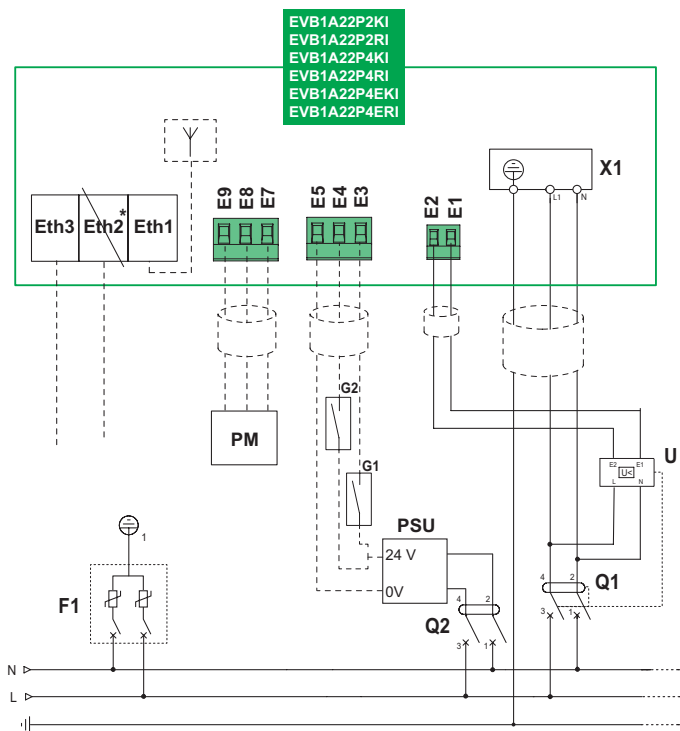 EVB1A22P2KI
EVB1A22P2RI
EVB1A22P4KI
EVB1A22P4RI
EVB1A22P4EKI
EVB1A22P4ERI
X1
L1 N
E9 E8 E7
E5 E4 E3
E2 E1
Eth3 Eth2* Eth1
G2
PM
G1
U
E2 E1
U<
L N
PSU
24 V
0V
1
F1
Q2
4 2
3 1
Q1
4 2
3 1
N
L